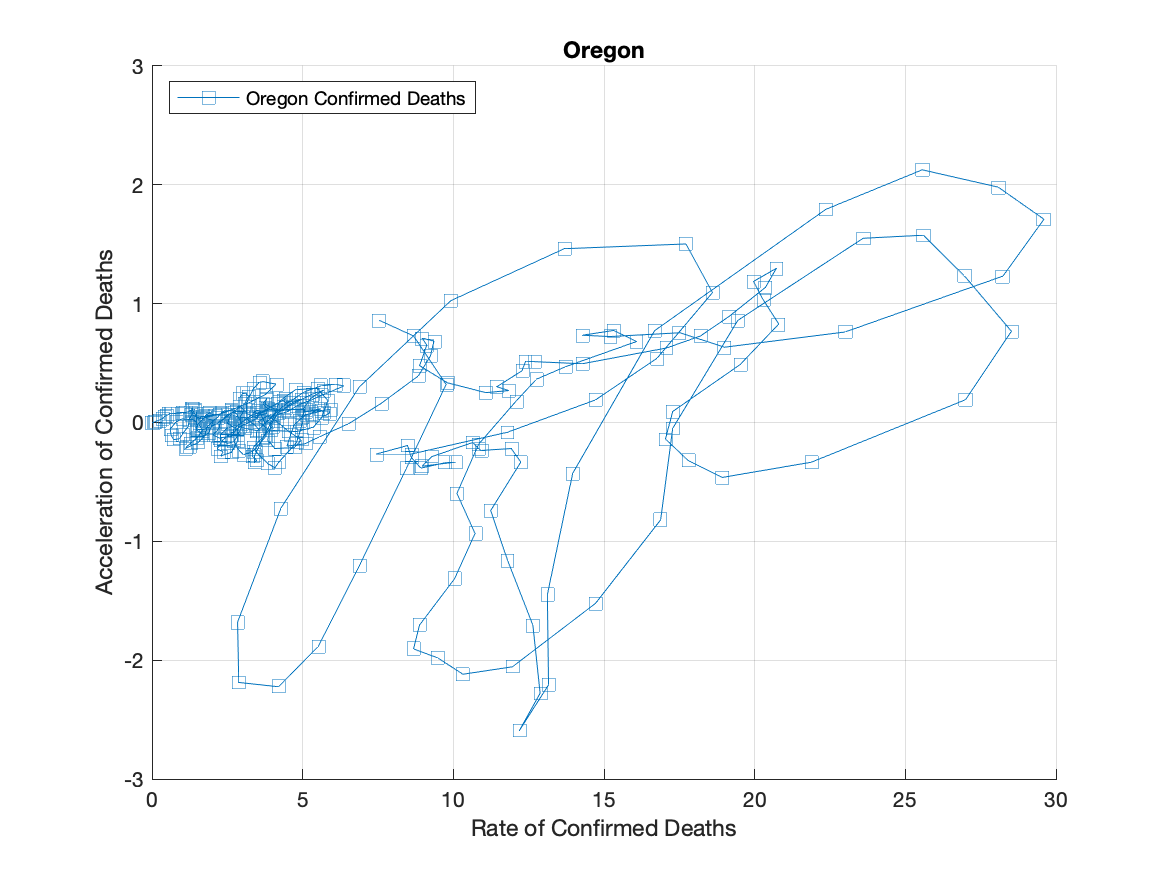 Oregon
Oregon Confirmed Deaths
3
2
1
0
-1
-2
-3
Acceleration of Confirmed Deaths
0 5 10 15 20 25 30
Rate of Confirmed Deaths